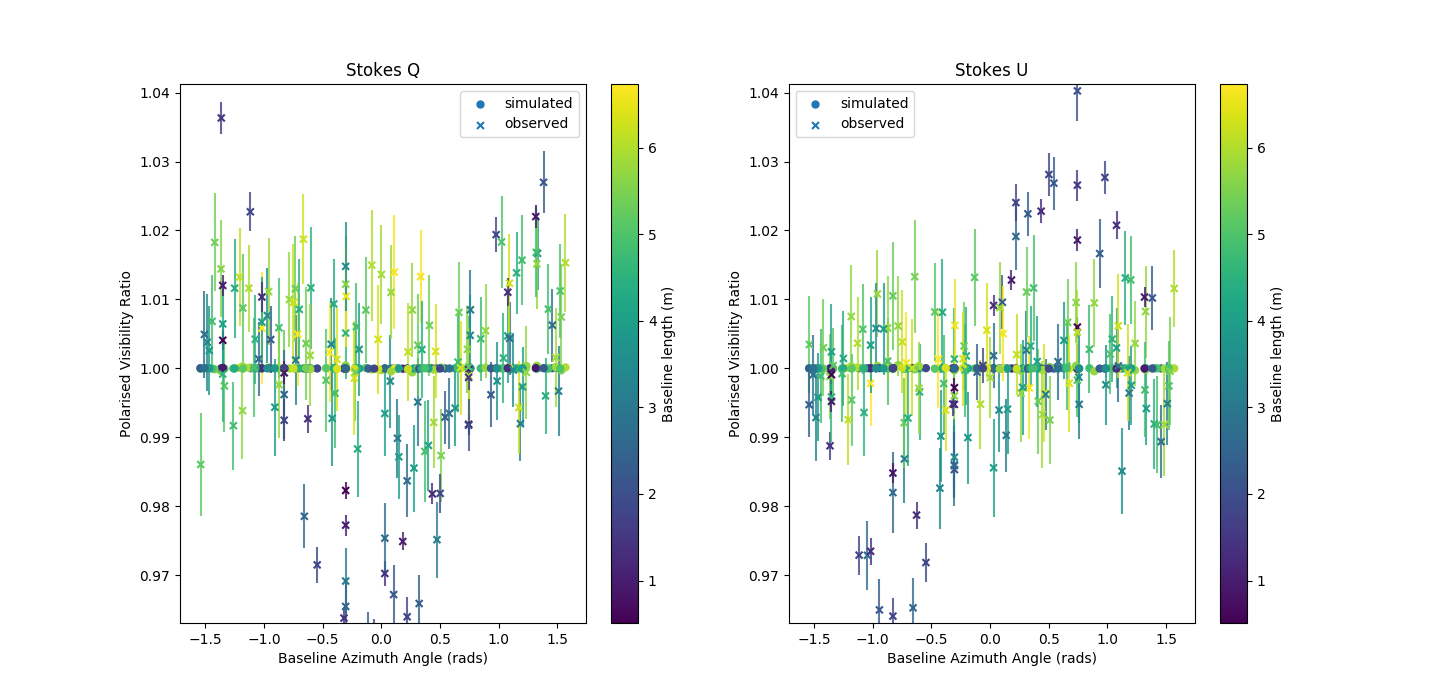 Stokes Q
Polarised Visibility Ratio
1.04
1.03
1.02
1.01
1.00
0.99
0.98
0.97
simulated
observed
−1.5 −1.0 −0.5 0.0 0.5 1.0 1.5
Baseline Azimuth Angle (rads)
6
5
4
3
2
1
Baseline length (m)
Stokes U
Polarised Visibility Ratio
1.04
1.03
1.02
1.01
1.00
0.99
0.98
0.97
simulated
observed
−1.5 −1.0 −0.5 0.0 0.5 1.0 1.5
Baseline Azimuth Angle (rads)
6
5
4
3
2
1
Baseline length (m)